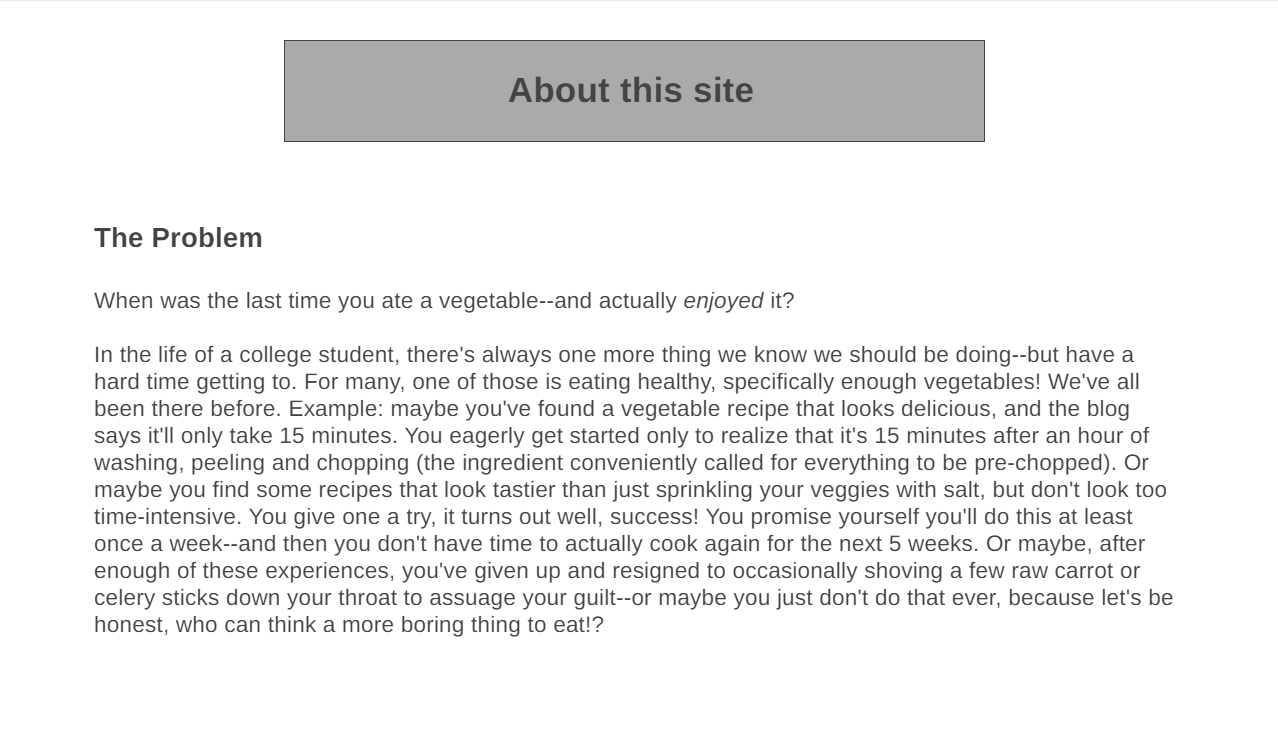 About this site
The Problem
When was the last time you ate a vegetable--and actually enjoyed it?
In the life of a college student, there's always one more thing we know we should be doing--but have a
hard time getting to. For many, one of those is eating healthy, specifically enough vegetables! We've all
been there before. Example: maybe you've found a vegetable recipe that looks delicious, and the blog
says it'll only take 15 minutes. You eagerly get started only to realize that it's 15 minutes after an hour of
washing, peeling and chopping (the ingredient conveniently called for everything to be pre-chopped). Or
maybe you find some recipes that look tastier than just sprinkling your veggies with salt, but don't look too
time-intensive. You give one a try, it turns out well, success! You promise yourself you'll do this at least
once a week--and then you don't have time to actually cook again for the next 5 weeks. Or maybe, after
enough of these experiences, you've given up and resigned to occasionally shoving a few raw carrot or
celery sticks down your throat to assuage your guilt--or maybe you just don't do that ever, because let's be
honest, who can think a more boring thing to eat!?